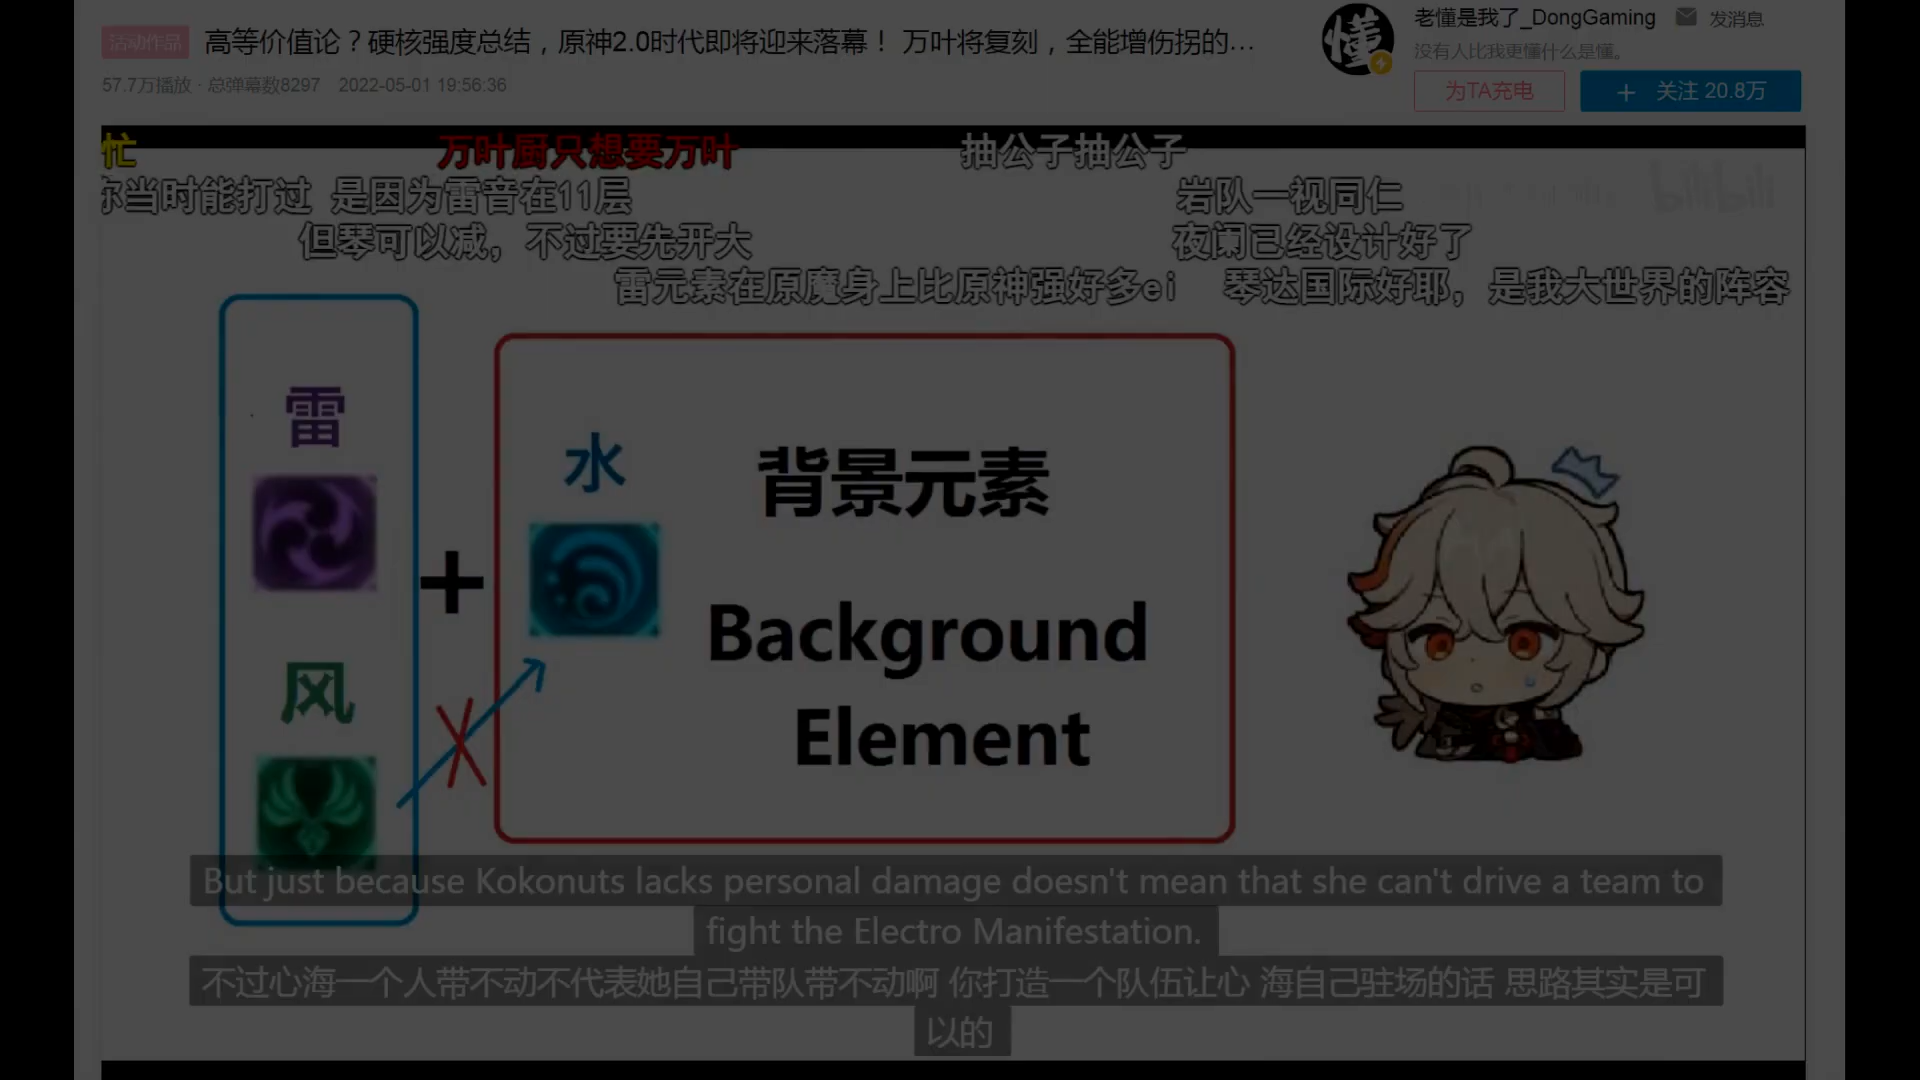 活动作品 高等价值论？硬核强度总结，原神2.0时代即将迎来落幕！ 万叶将复刻，全能增伤拐的...
57.7万播放 · 总弹幕数8297 2022-05-01 19:56:36
懂
老懂是我了_DongGaming 发消息
没有人比我更懂什么是懂。
为TA充电
+ 关注 20.8万
忙 万叶厨只想要万叶 抽公子抽公子
你当时能打过 是因为雷音在11层 岩队一视同仁
bilibili
但琴可以减，不过要先开大 夜阑已经设计好了
雷元素在原魔身上比原神强好多ei 琴达国际好耶，是我大世界的阵容
雷
风
+
水
背景元素
Background
Element
But just because Kokonuts lacks personal damage doesn't mean that she can't drive a team to
fight the Electro Manifestation.
不过心海一个人带不动不代表她自己带队带不动啊 你打造一个队伍让心 海自己驻场的话 思路其实是可
以的